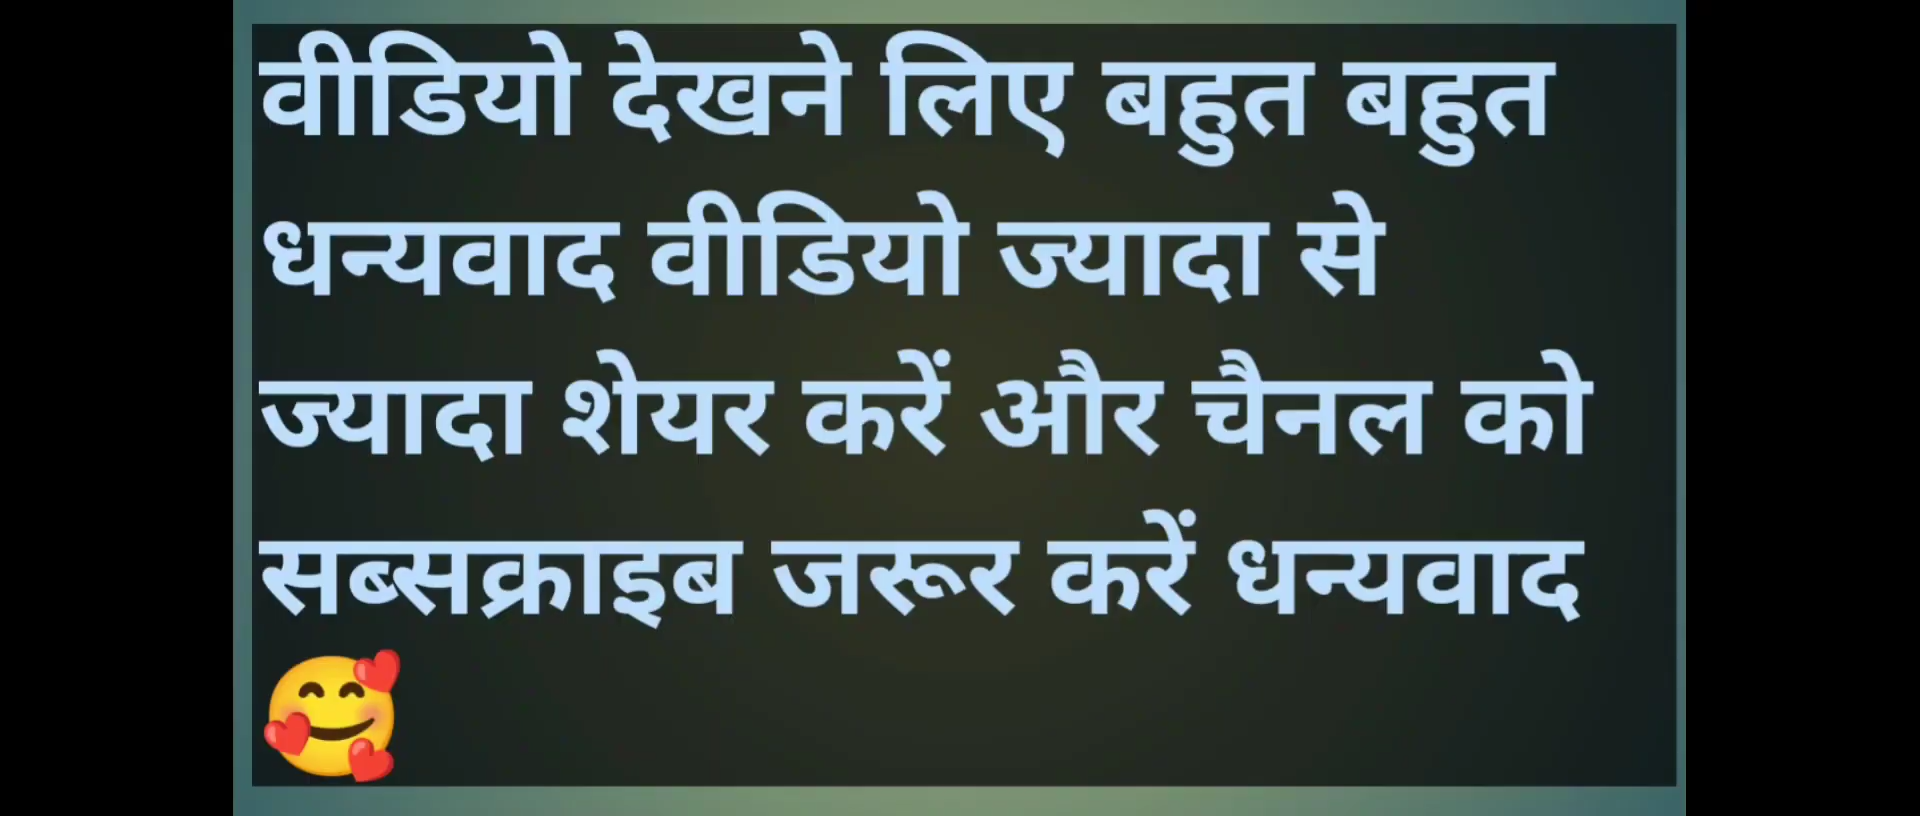 वीडियो देखने लिए बहुत बहुत
धन्यवाद वीडियो ज्यादा से
ज्यादा शेयर करें और चैनल को
सब्सक्राइब जरूर करें धन्यवाद
🥰